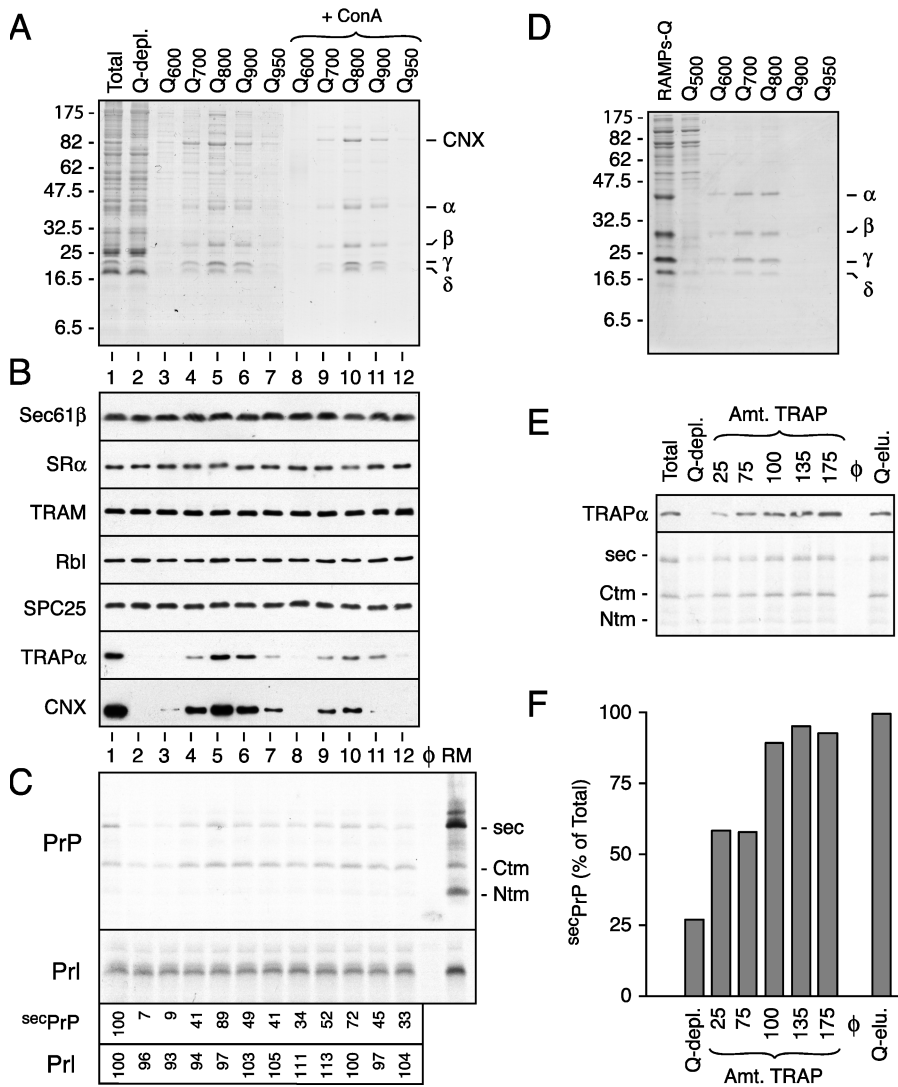 A
+ ConA
Total Q-depl. Q600 Q700 Q800 Q900 Q950 Q600 Q700 Q800 Q900 Q950
175 -
82 -
62 -
47.5 -
32.5 -
25 -
16.5 -
6.5 -
– CNX
– α
β
γ
δ
1 2 3 4 5 6 7 8 9 10 11 12
B
Sec61β
SRα
TRAM
RbI
SPC25
TRAPα
CNX
1 2 3 4 5 6 7 8 9 10 11 12 ϕ RM
C
PrP
- sec
- Ctm
- Ntm
Prl
secPrP 100 7 9 41 89 49 41 34 52 72 45 33
Prl 100 96 93 94 97 103 105 111 113 100 97 104
D
RAMPs-Q Q500 Q600 Q700 Q800 Q900 Q950
175 -
82 -
62 -
47.5 -
32.5 -
25 -
16.5 -
6.5 -
– α
β
– γ
δ
E
Amt. TRAP
Total Q-depl. 25 75 100 135 175 ϕ Q-elu.
TRAPα
sec -
Ctm -
Ntm -
F
secPrP (% of Total)
100
75
50
25
0
Q-depl. 25 75 100 135 175 ϕ Q-elu.
Amt. TRAP